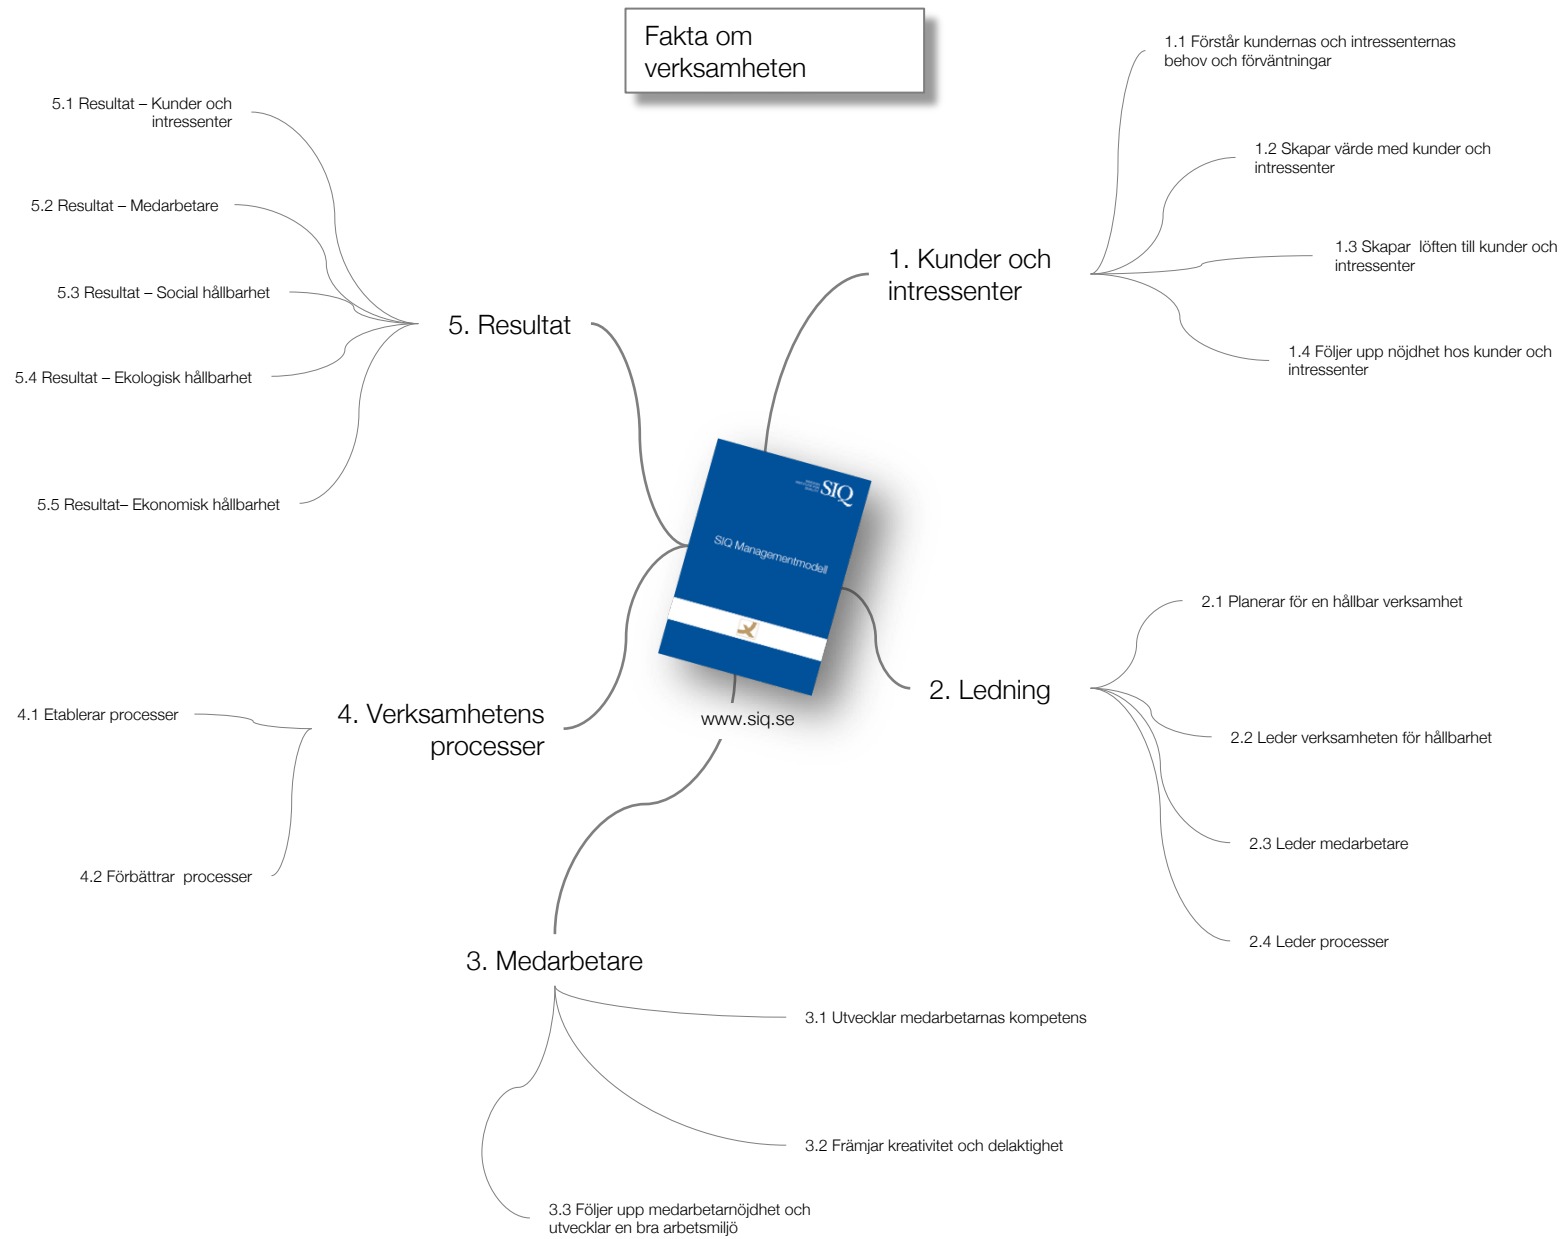 Fakta om
verksamheten
1. Kunder och
intressenter
1.1 Förstår kundernas och intressenternas
behov och förväntningar
1.2 Skapar värde med kunder och
intressenter
1.3 Skapar  löften till kunder och
intressenter
1.4 Följer upp nöjdhet hos kunder och
intressenter
2. Ledning
2.1 Planerar för en hållbar verksamhet
2.2 Leder verksamheten för hållbarhet
2.3 Leder medarbetare
2.4 Leder processer
3. Medarbetare
3.1 Utvecklar medarbetarnas kompetens
3.2 Främjar kreativitet och delaktighet
3.3 Följer upp medarbetarnöjdhet och
utvecklar en bra arbetsmiljö
4. Verksamhetens
processer
4.1 Etablerar processer
4.2 Förbättrar  processer
5. Resultat
5.1 Resultat – Kunder och
intressenter
5.2 Resultat – Medarbetare
5.3 Resultat – Social hållbarhet
5.4 Resultat – Ekologisk hållbarhet
5.5 Resultat– Ekonomisk hållbarhet
SIQ
SIQ Managementmodell
www.siq.se